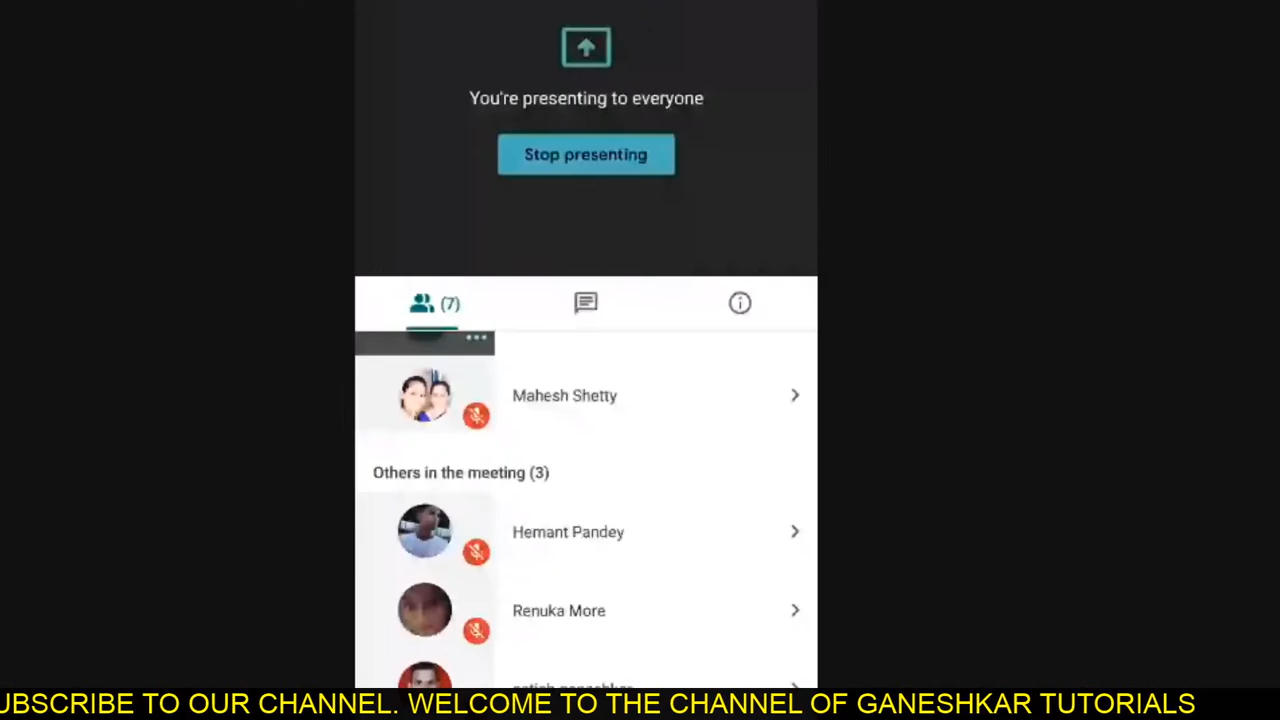 You're presenting to everyone
Stop presenting
(7)
Mahesh Shetty
Others in the meeting (3)
Hemant Pandey
Renuka More
UBSCRIBE TO OUR CHANNEL. WELCOME TO THE CHANNEL OF GANESHKAR TUTORIALS